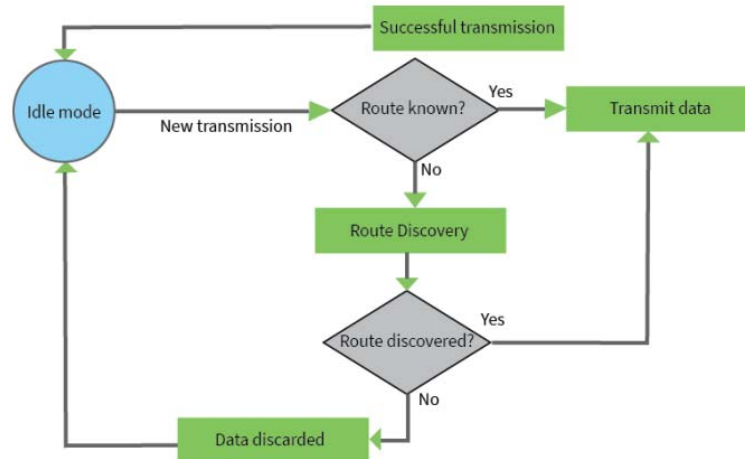 Successful transmission
Idle mode
New transmission
Route known?
Yes
Transmit data
No
Route Discovery
Route discovered?
Yes
No
Data discarded